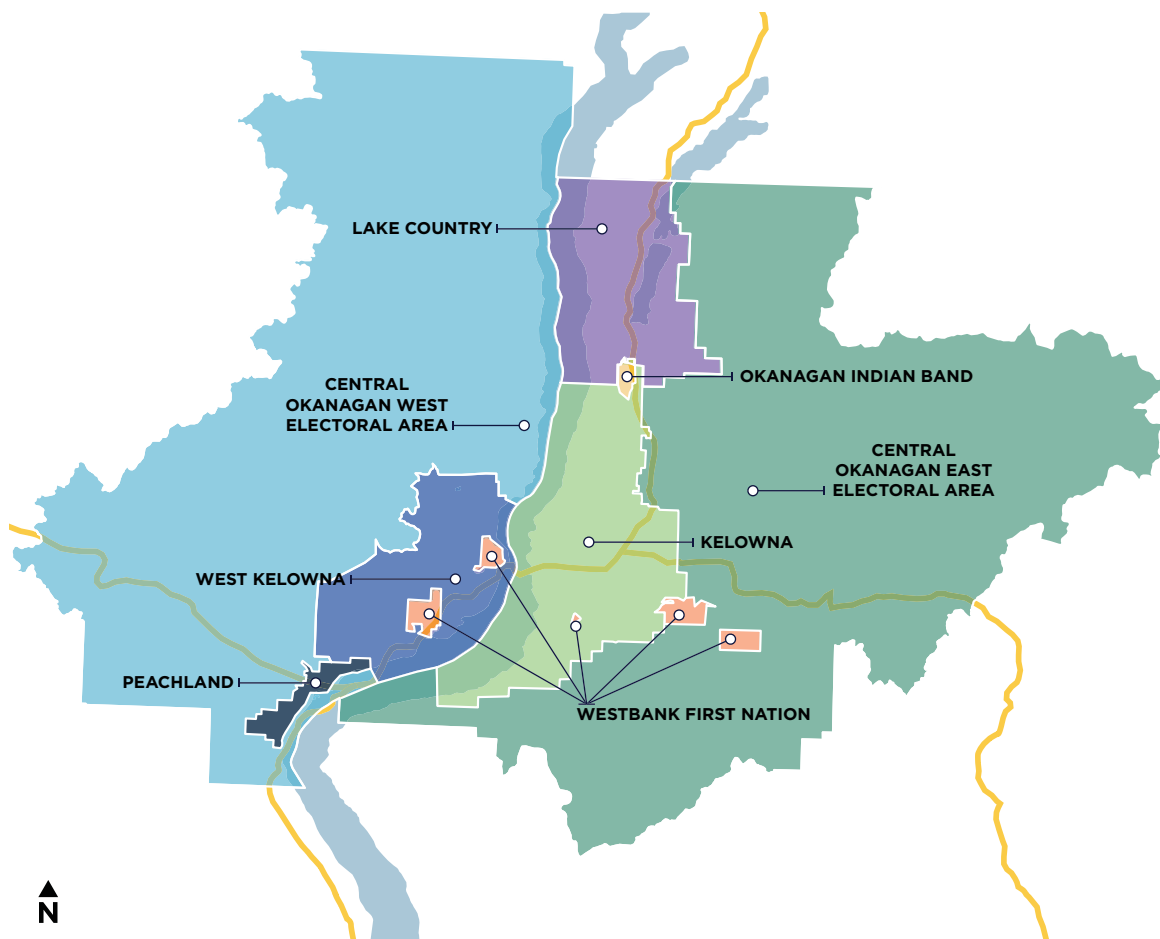 LAKE COUNTRY
OKANAGAN INDIAN BAND
CENTRAL
OKANAGAN WEST
ELECTORAL AREA
CENTRAL
OKANAGAN EAST
ELECTORAL AREA
KELOWNA
WEST KELOWNA
PEACHLAND
WESTBANK FIRST NATION
N